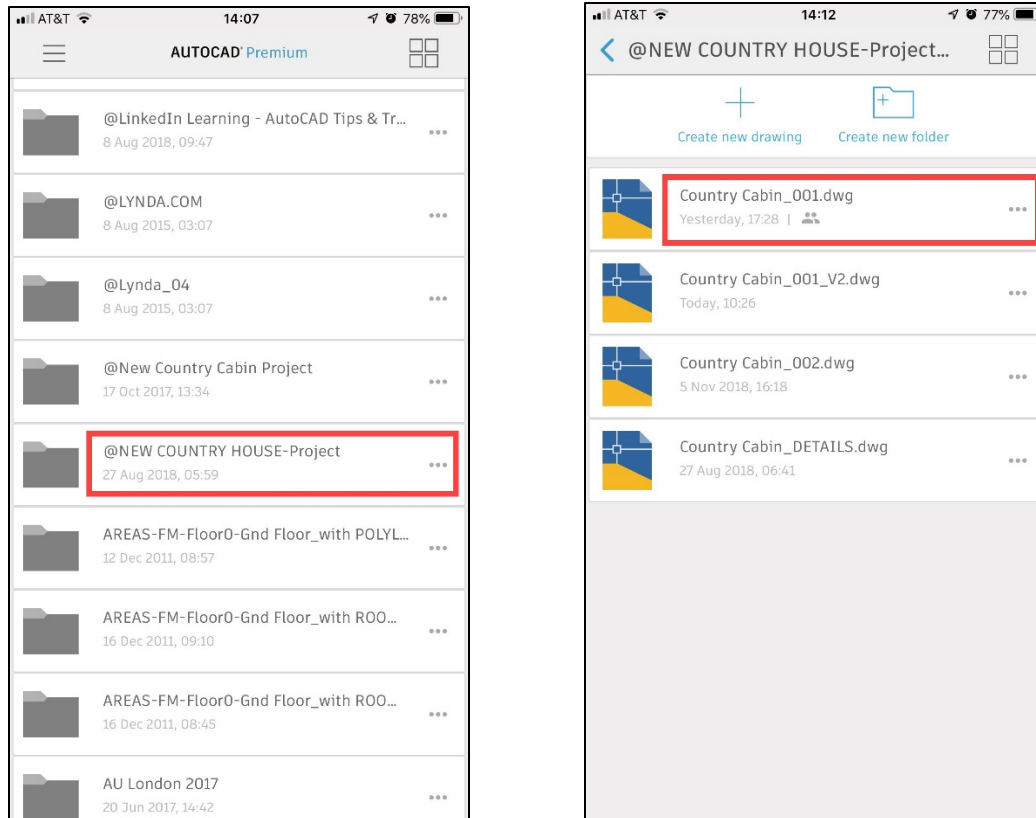 AT&T 14:07 78%
AUTOCAD® Premium
@LinkedIn Learning - AutoCAD Tips & Tr...
8 Aug 2018, 09:47
@LYNDA.COM
8 Aug 2015, 03:07
@Lynda_04
8 Aug 2015, 03:07
@New Country Cabin Project
17 Oct 2017, 13:34
@NEW COUNTRY HOUSE-Project
27 Aug 2018, 05:59
AREAS-FM-Floor0-Gnd Floor_with POLYL...
12 Dec 2011, 08:57
AREAS-FM-Floor0-Gnd Floor_with ROO...
16 Dec 2011, 09:10
AREAS-FM-Floor0-Gnd Floor_with ROO...
16 Dec 2011, 08:45
AU London 2017
20 Jun 2017, 14:42
AT&T 14:12 77%
@NEW COUNTRY HOUSE-Project...
Create new drawing Create new folder
Country Cabin_001.dwg
Yesterday, 17:28 |
Country Cabin_001_V2.dwg
Today, 10:26
Country Cabin_002.dwg
5 Nov 2018, 16:18
Country Cabin_DETAILS.dwg
27 Aug 2018, 06:41